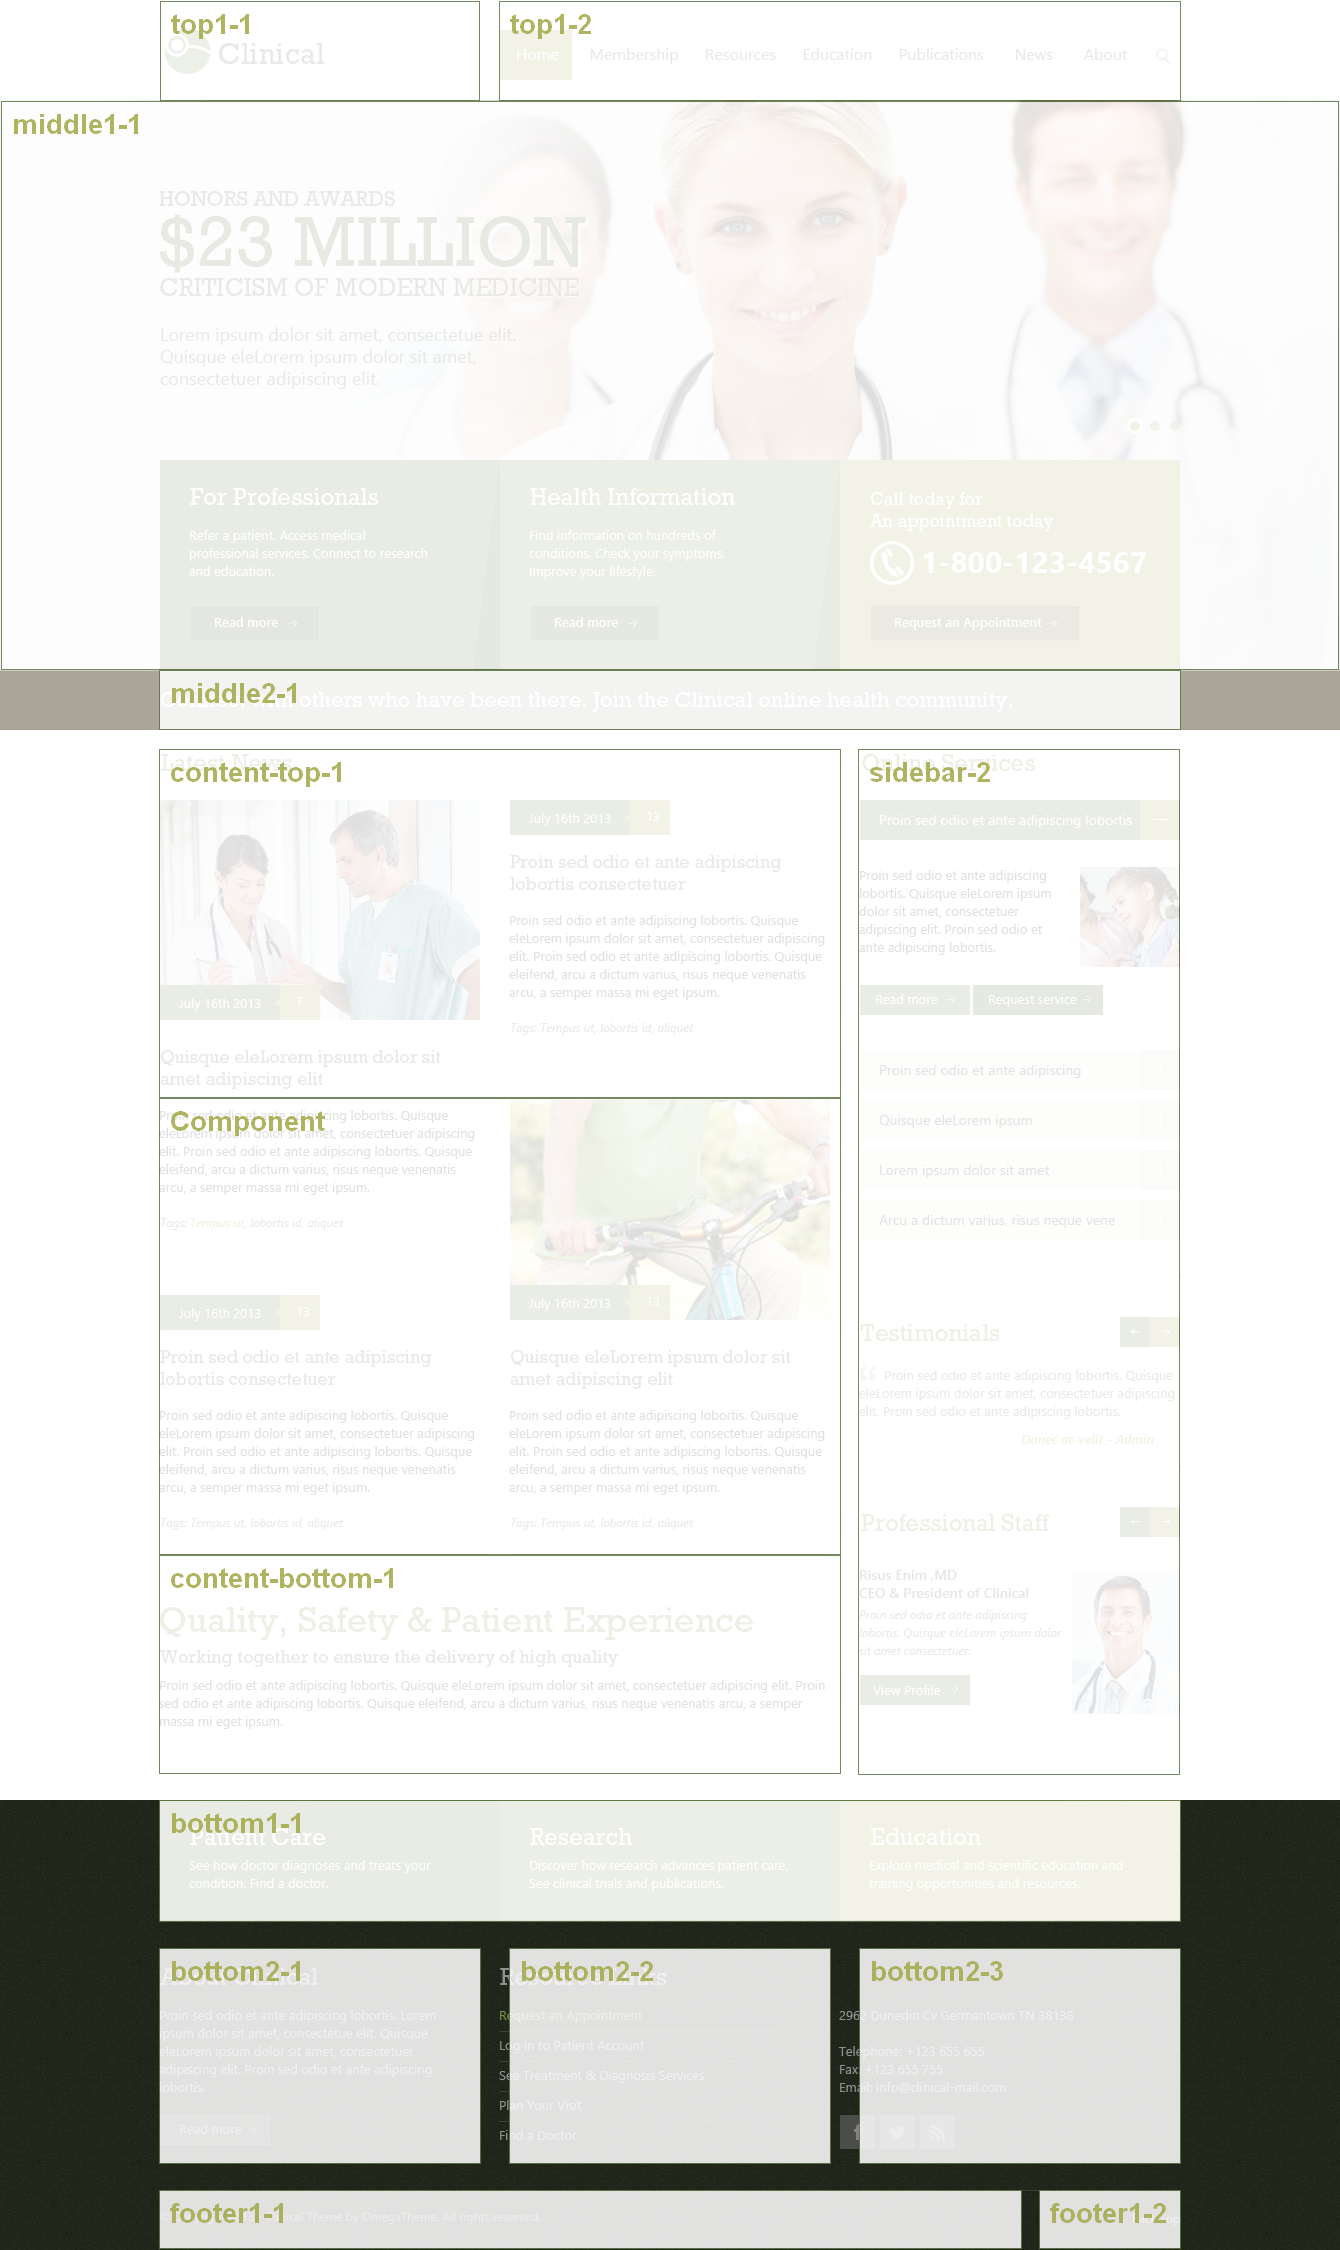 top1-1
Clinical
top1-2
Home Membership Resources Education Publications News About
middle1-1
HONORS AND AWARDS
$23 MILLION
CRITICISM OF MODERN MEDICINE
Lorem ipsum dolor sit amet, consectetue elit.
Quisque eleLorem ipsum dolor sit amet,
consectetuer adipiscing elit.
For Professionals
Refer a patient. Access medical
professional services. Connect to research
and education.
Read more
Health Information
Find information on hundreds of
conditions. Check your symptoms.
Improve your lifestyle.
Read more
Call today for
An appointment today
1-800-123-4567
Request an Appointment
middle2-1
others who have been there. Join the Clinical online health community.
Latest News
content-top-1
July 16th 2013 7
Quisque eleLorem ipsum dolor sit
amet adipiscing elit
July 16th 2013 13
Proin sed odio et ante adipiscing
lobortis consectetuer
Proin sed odio et ante adipiscing lobortis. Quisque
eleLorem ipsum dolor sit amet, consectetuer adipiscing
elit. Proin sed odio et ante adipiscing lobortis. Quisque
eleifend, arcu a dictum varius, risus neque venenatis
arcu, a semper massa mi eget ipsum.
Tags: Tempus ut, lobortis id, aliquet
Component
Proin sed odio et ante adipiscing lobortis. Quisque
eleLorem ipsum dolor sit amet, consectetuer adipiscing
elit. Proin sed odio et ante adipiscing lobortis. Quisque
eleifend, arcu a dictum varius, risus neque venenatis
arcu, a semper massa mi eget ipsum.
Tags: Tempus ut, lobortis id, aliquet
July 16th 2013 13
Proin sed odio et ante adipiscing
lobortis consectetuer
Proin sed odio et ante adipiscing lobortis. Quisque
eleLorem ipsum dolor sit amet, consectetuer adipiscing
elit. Proin sed odio et ante adipiscing lobortis. Quisque
eleifend, arcu a dictum varius, risus neque venenatis
arcu, a semper massa mi eget ipsum.
Tags: Tempus ut, lobortis id, aliquet
July 16th 2013 13
Quisque eleLorem ipsum dolor sit
amet adipiscing elit
Proin sed odio et ante adipiscing lobortis. Quisque
eleLorem ipsum dolor sit amet, consectetuer adipiscing
elit. Proin sed odio et ante adipiscing lobortis. Quisque
eleifend, arcu a dictum varius, risus neque venenatis
arcu, a semper massa mi eget ipsum.
Tags: Tempus ut, lobortis id, aliquet
content-bottom-1
Quality, Safety & Patient Experience
Working together to ensure the delivery of high quality
Proin sed odio et ante adipiscing lobortis. Quisque eleLorem ipsum dolor sit amet, consectetuer adipiscing elit. Proin
sed odio et ante adipiscing lobortis. Quisque eleifend, arcu a dictum varius, risus neque venenatis arcu, a semper
massa mi eget ipsum.
Online Services
sidebar-2
Proin sed odio et ante adipiscing lobortis
Proin sed odio et ante adipiscing
lobortis. Quisque eleLorem ipsum
dolor sit amet, consectetuer
adipiscing elit. Proin sed odio et
ante adipiscing lobortis.
Read more Request service
Proin sed odio et ante adipiscing
Quisque eleLorem ipsum
Lorem ipsum dolor sit amet
Arcu a dictum varius, risus neque vene
Testimonials
“ Proin sed odio et ante adipiscing lobortis. Quisque
eleLorem ipsum dolor sit amet, consectetuer adipiscing
elit. Proin sed odio et ante adipiscing lobortis.
Donec ac velit - Admin
Professional Staff
Risus Enim ,MD
CEO & President of Clinical
Proin sed odio et ante adipiscing
lobortis. Quisque eleLorem ipsum dolor
sit amet consectetuer.
View Profile
bottom1-1
Patient Care
See how doctor diagnoses and treats your
condition. Find a doctor.
Research
Discover how research advances patient care.
See clinical trials and publications.
Education
Explore medical and scientific education and
training opportunities and resources.
bottom2-1
About Clinical
Proin sed odio et ante adipiscing lobortis. Lorem
ipsum dolor sit amet, consectetue elit. Quisque
eleLorem ipsum dolor sit amet, consectetuer
adipiscing elit. Proin sed odio et ante adipiscing
lobortis.
Read more
bottom2-2
Request an Appointment
Log in to Patient Account
See Treatment & Diagnosis Services
Plan Your Visit
Find a Doctor
bottom2-3
2962 Dunedin Cv Germantown TN 38138
Telephone: +123 655 655
Fax: +123 655 755
Email: info@clinical-mail.com
footer1-1
Theme by OmegaTheme. All rights reserved.
footer1-2